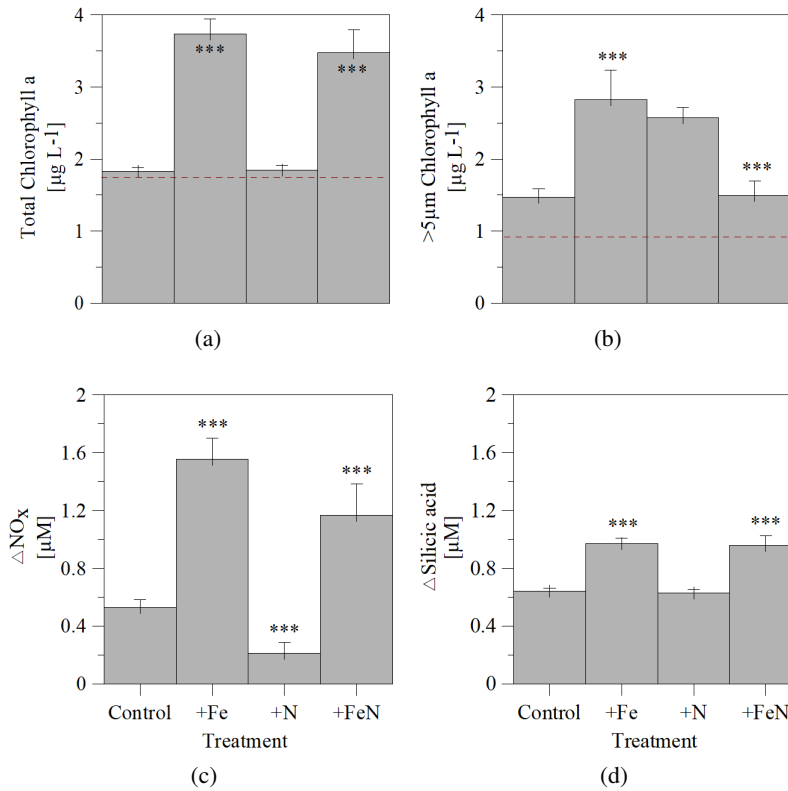 4
3
2
1
0
Total Chlorophyll a
[µg L-1]
***
***
(a)
4
3
2
1
0
>5µm Chlorophyll a
[µg L-1]
***
***
(b)
2
1.6
1.2
0.8
0.4
0
△NOx
[µM]
***
***
***
Control +Fe +N +FeN
Treatment
(c)
2
1.6
1.2
0.8
0.4
0
△Silicic acid
[µM]
***
***
Control +Fe +N +FeN
Treatment
(d)